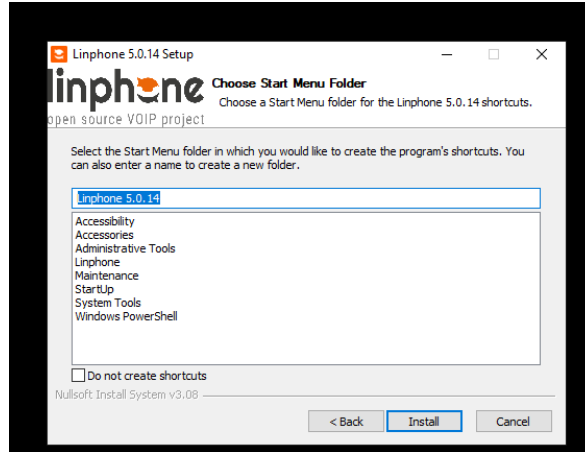 Linphone 5.0.14 Setup
linphone
open source VOIP project
Choose Start Menu Folder
Choose a Start Menu folder for the Linphone 5.0.14 shortcuts.
Select the Start Menu folder in which you would like to create the program's shortcuts. You
can also enter a name to create a new folder.
Linphone 5.0.14
Accessibility
Accessories
Administrative Tools
Linphone
Maintenance
StartUp
System Tools
Windows PowerShell
Do not create shortcuts
Nullsoft Install System v3.08
< Back
Install
Cancel